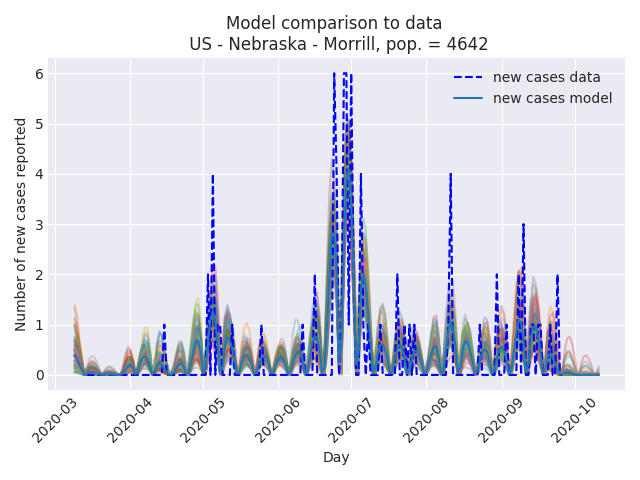 Model comparison to data
US - Nebraska - Morrill, pop. = 4642
new cases data
new cases model
Number of new cases reported
6
5
4
3
2
1
0
2020-03
2020-04
2020-05
2020-06
2020-07
2020-08
2020-09
2020-10
Day